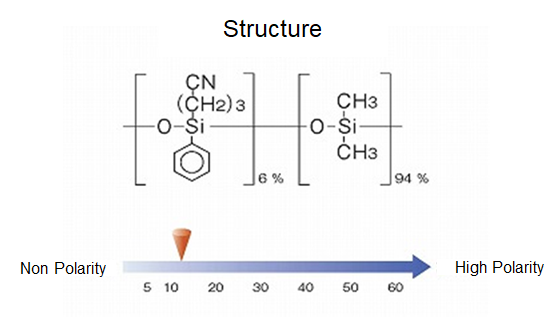 Structure
CN
(CH2)3
O Si
6 %
CH3
O Si
CH3
94 %
Non Polarity
High Polarity
5 10 20 30 40 50 60